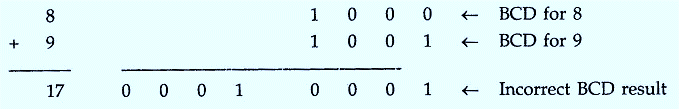 8 1 0 0 0 ← BCD for 8
+ 9 1 0 0 1 ← BCD for 9
17 0 0 0 1 0 0 0 1 ← Incorrect BCD result